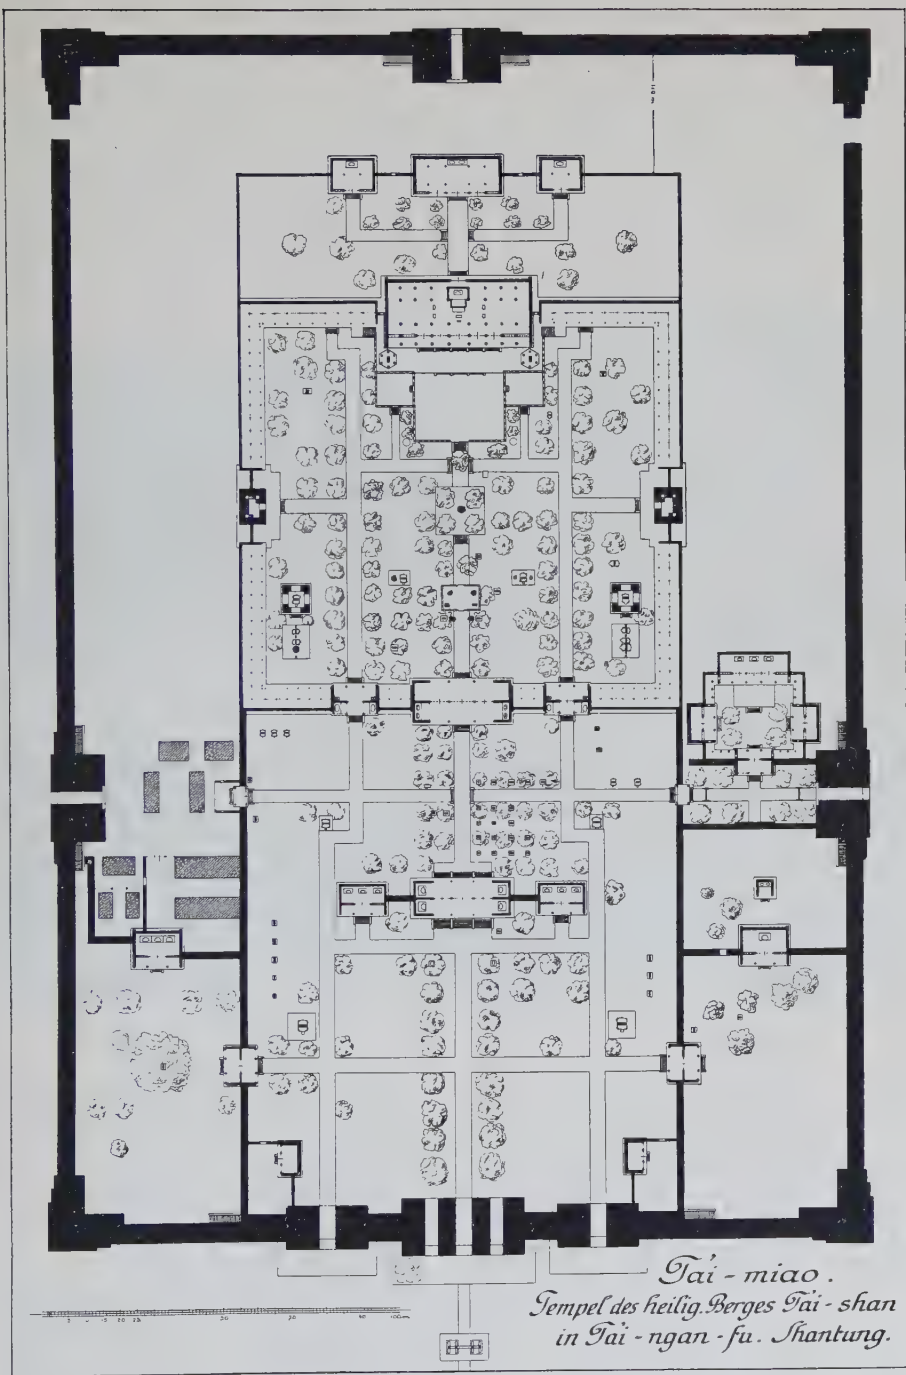 Tai - miao .
Tempel des heilig. Berges Tai - shan
in Tai - ngan - fu. Shantung.